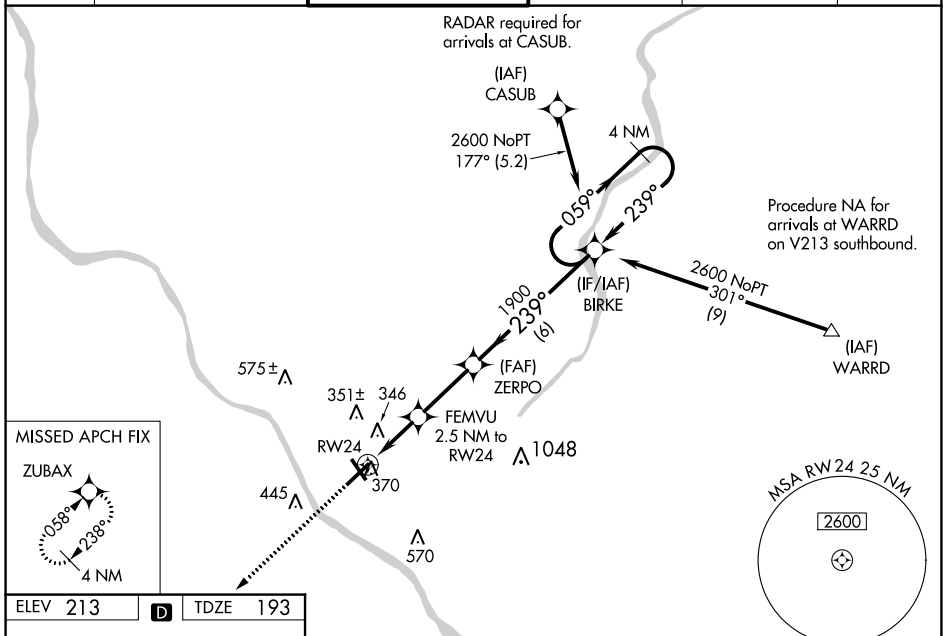 RADAR required for
arrivals at CASUB.
(IAF)
CASUB
2600 NoPT
177° (5.2)
4 NM
059°
239°
Procedure NA for
arrivals at WARRD
on V213 southbound.
(IF/IAF)
BIRKE
2600 NoPT
301°
(9)
(IAF)
WARRD
1900
239°
(6)
(FAF)
ZERPO
575±
351±
346
FEMVU
2.5 NM to
RW24
RW24
370
1048
445
570
MISSED APCH FIX
ZUBAX
058°
238°
4 NM
MSA RW 24 25 NM
2600
ELEV 213
D
TDZE 193